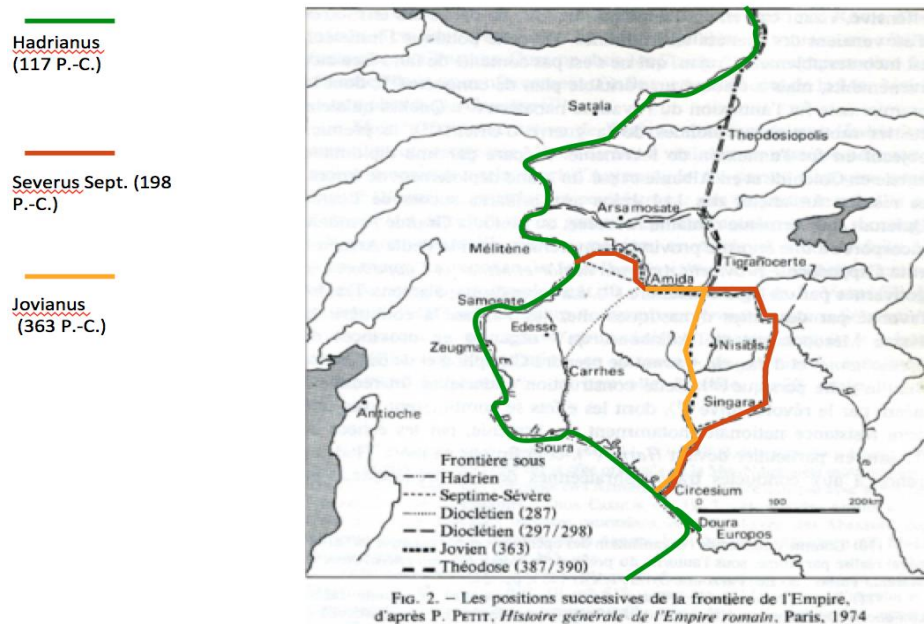 Hadrianus
(117 P.-C.)
Severus Sept. (198
P.-C.)
Jovianus
(363 P.-C.)
Satala
Theodosiopolis
Arsamosate
Mélitène
Tigranocerte
Amida
Samosate
Edesse
Zeugma
Nisibis
Carrhes
Singara
Antioche
Soura
Circesium
Frontière sous
Hadrien
Septime-Sévère
Dioclétien (287)
Dioclétien (297/298)
Jovien (363)
Théodose (387/390)
0 100 200km
Doura
Europos
FIG. 2. – Les positions successives de la frontière de l'Empire,
d'après P. PETIT, Histoire générale de l'Empire romain, Paris, 1974